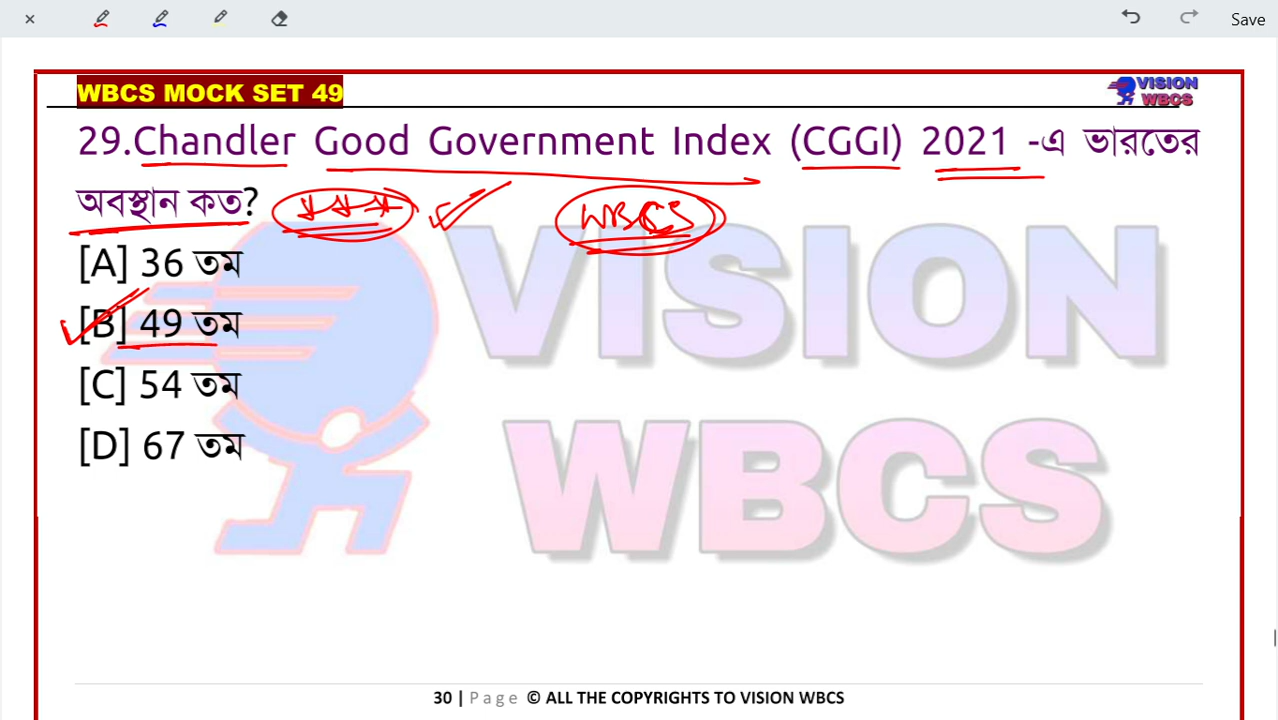 Save
WBCS MOCK SET 49
VISION
WBCS
29.Chandler Good Government Index (CGGI) 2021 -এ ভারতের
অবস্থান কত?
WBCS
[A] 36 তম
[B] 49 তম
[C] 54 তম
[D] 67 তম
VISION
WBCS
30 | Page © ALL THE COPYRIGHTS TO VISION WBCS